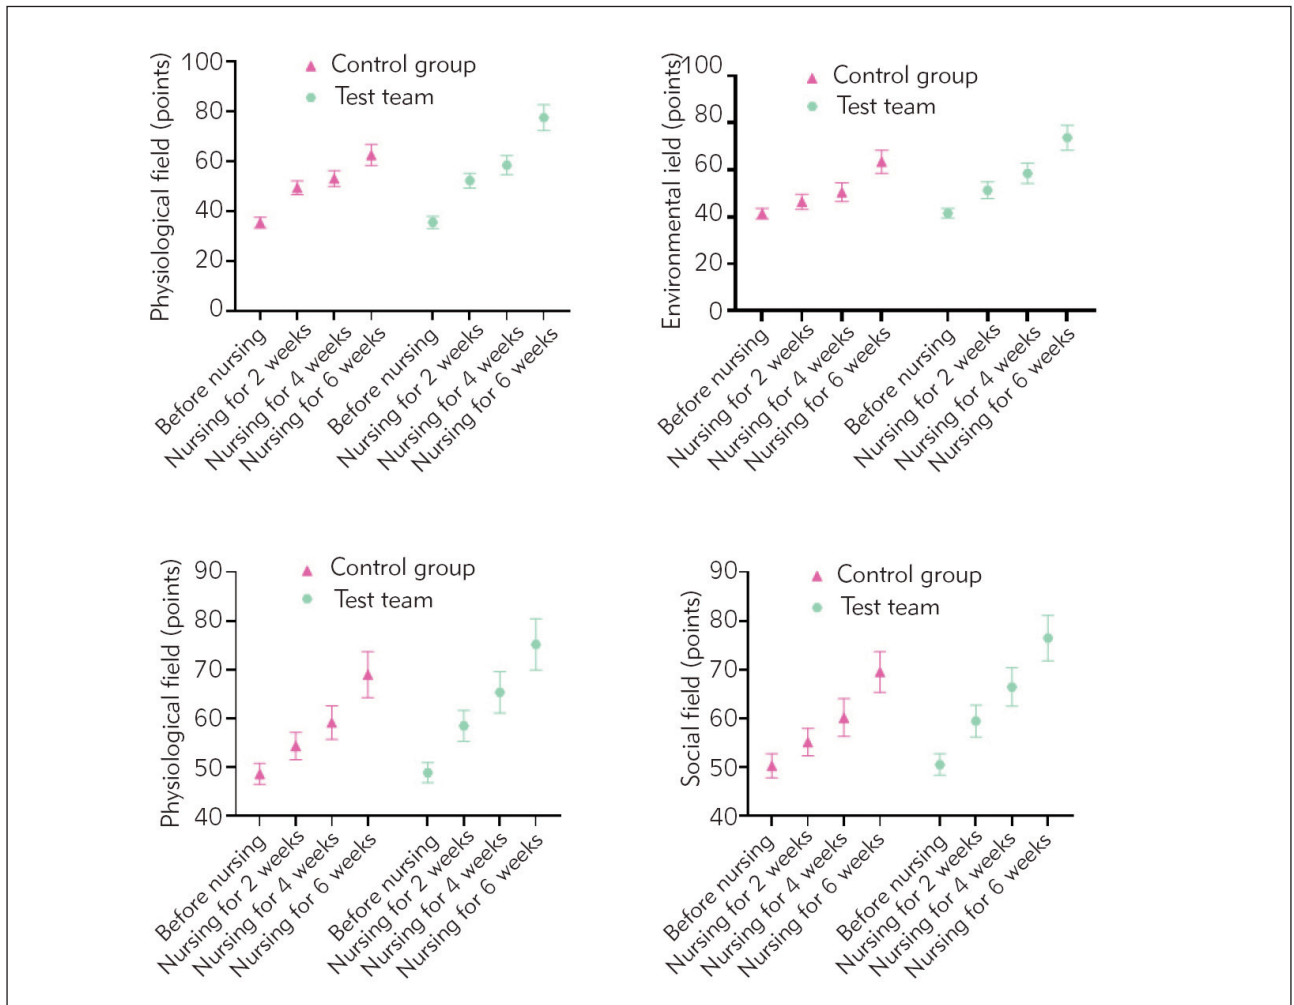 Physiological field (points)
100
80
60
40
20
0
Control group
Test team
Before nursing
Nursing for 2 weeks
Nursing for 4 weeks
Nursing for 6 weeks
Before nursing
Nursing for 2 weeks
Nursing for 4 weeks
Nursing for 6 weeks
Environmental ield (points)
100
80
60
40
20
0
Control group
Test team
Before nursing
Nursing for 2 weeks
Nursing for 4 weeks
Nursing for 6 weeks
Before nursing
Nursing for 2 weeks
Nursing for 4 weeks
Nursing for 6 weeks
Physiological field (points)
90
80
70
60
50
40
Control group
Test team
Before nursing
Nursing for 2 weeks
Nursing for 4 weeks
Nursing for 6 weeks
Before nursing
Nursing for 2 weeks
Nursing for 4 weeks
Nursing for 6 weeks
Social field (points)
90
80
70
60
50
40
Control group
Test team
Before nursing
Nursing for 2 weeks
Nursing for 4 weeks
Nursing for 6 weeks
Before nursing
Nursing for 2 weeks
Nursing for 4 weeks
Nursing for 6 weeks